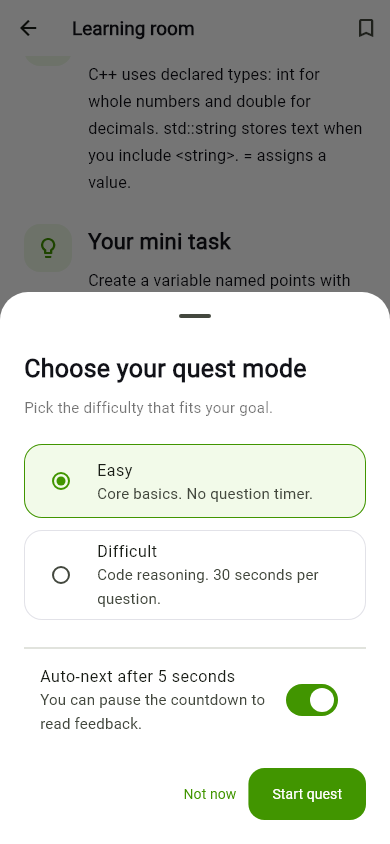 Learning room
C++ uses declared types: int for
whole numbers and double for
decimals. std::string stores text when
you include <string>. = assigns a
value.
Your mini task
Create a variable named points with
Choose your quest mode
Pick the difficulty that fits your goal.
Easy
Core basics. No question timer.
Difficult
Code reasoning. 30 seconds per
question.
Auto-next after 5 seconds
You can pause the countdown to
read feedback.
Not now
Start quest